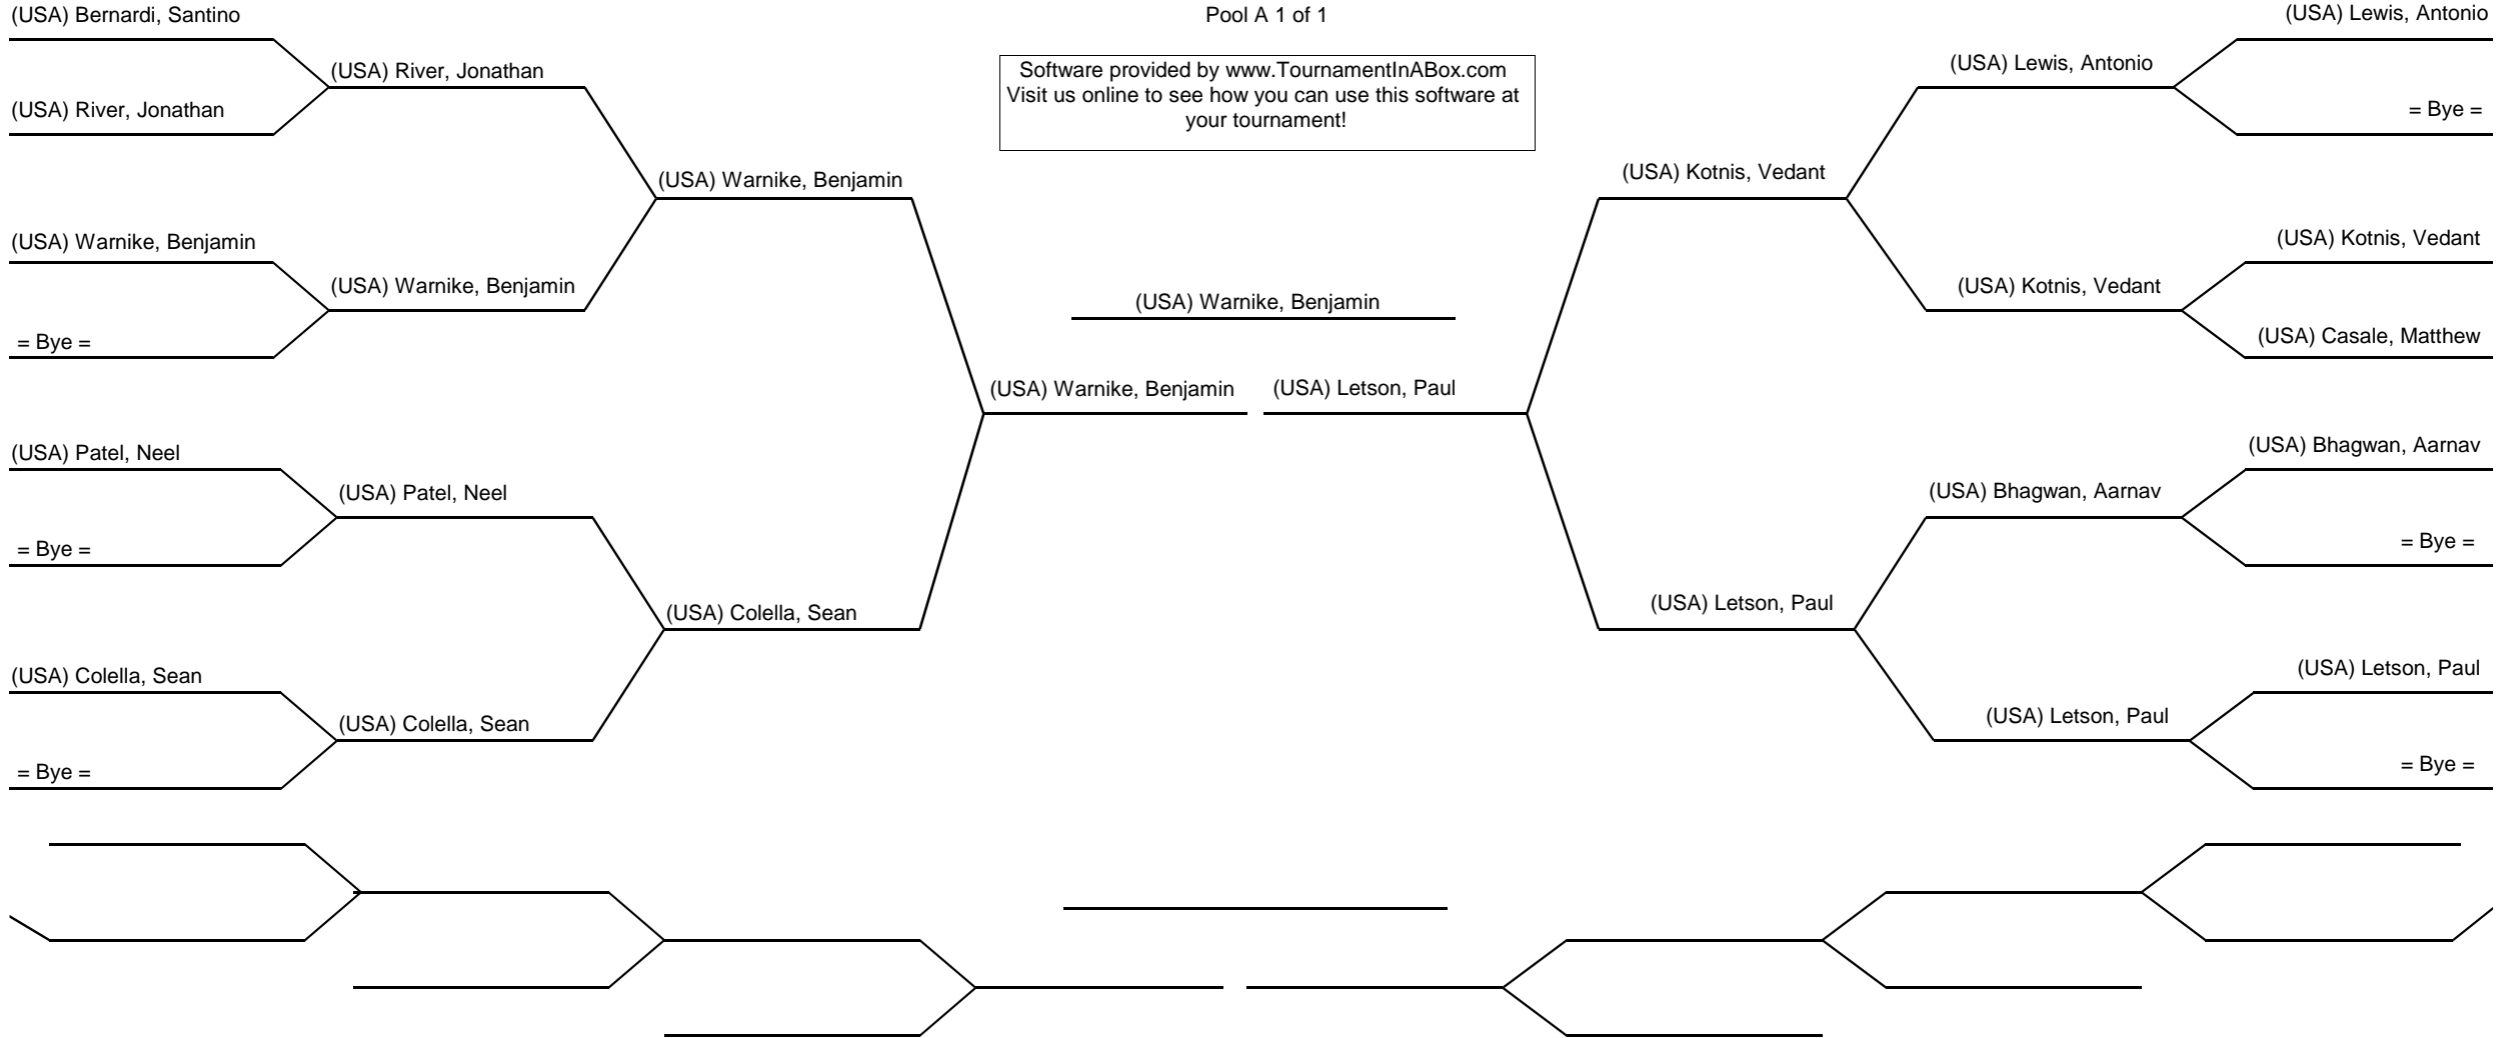 (USA) Bernardi, Santino
Pool A 1 of 1
(USA) Lewis, Antonio
(USA) River, Jonathan
Software provided by www.TournamentInABox.com
Visit us online to see how you can use this software at
your tournament!
(USA) Lewis, Antonio
(USA) River, Jonathan
= Bye =
(USA) Warnike, Benjamin
(USA) Kotnis, Vedant
(USA) Warnike, Benjamin
(USA) Kotnis, Vedant
(USA) Warnike, Benjamin
(USA) Warnike, Benjamin
(USA) Kotnis, Vedant
= Bye =
(USA) Casale, Matthew
(USA) Warnike, Benjamin
(USA) Letson, Paul
(USA) Patel, Neel
(USA) Bhagwan, Aarnav
(USA) Patel, Neel
(USA) Bhagwan, Aarnav
= Bye =
= Bye =
(USA) Colella, Sean
(USA) Letson, Paul
(USA) Colella, Sean
(USA) Letson, Paul
(USA) Colella, Sean
(USA) Letson, Paul
= Bye =
= Bye =